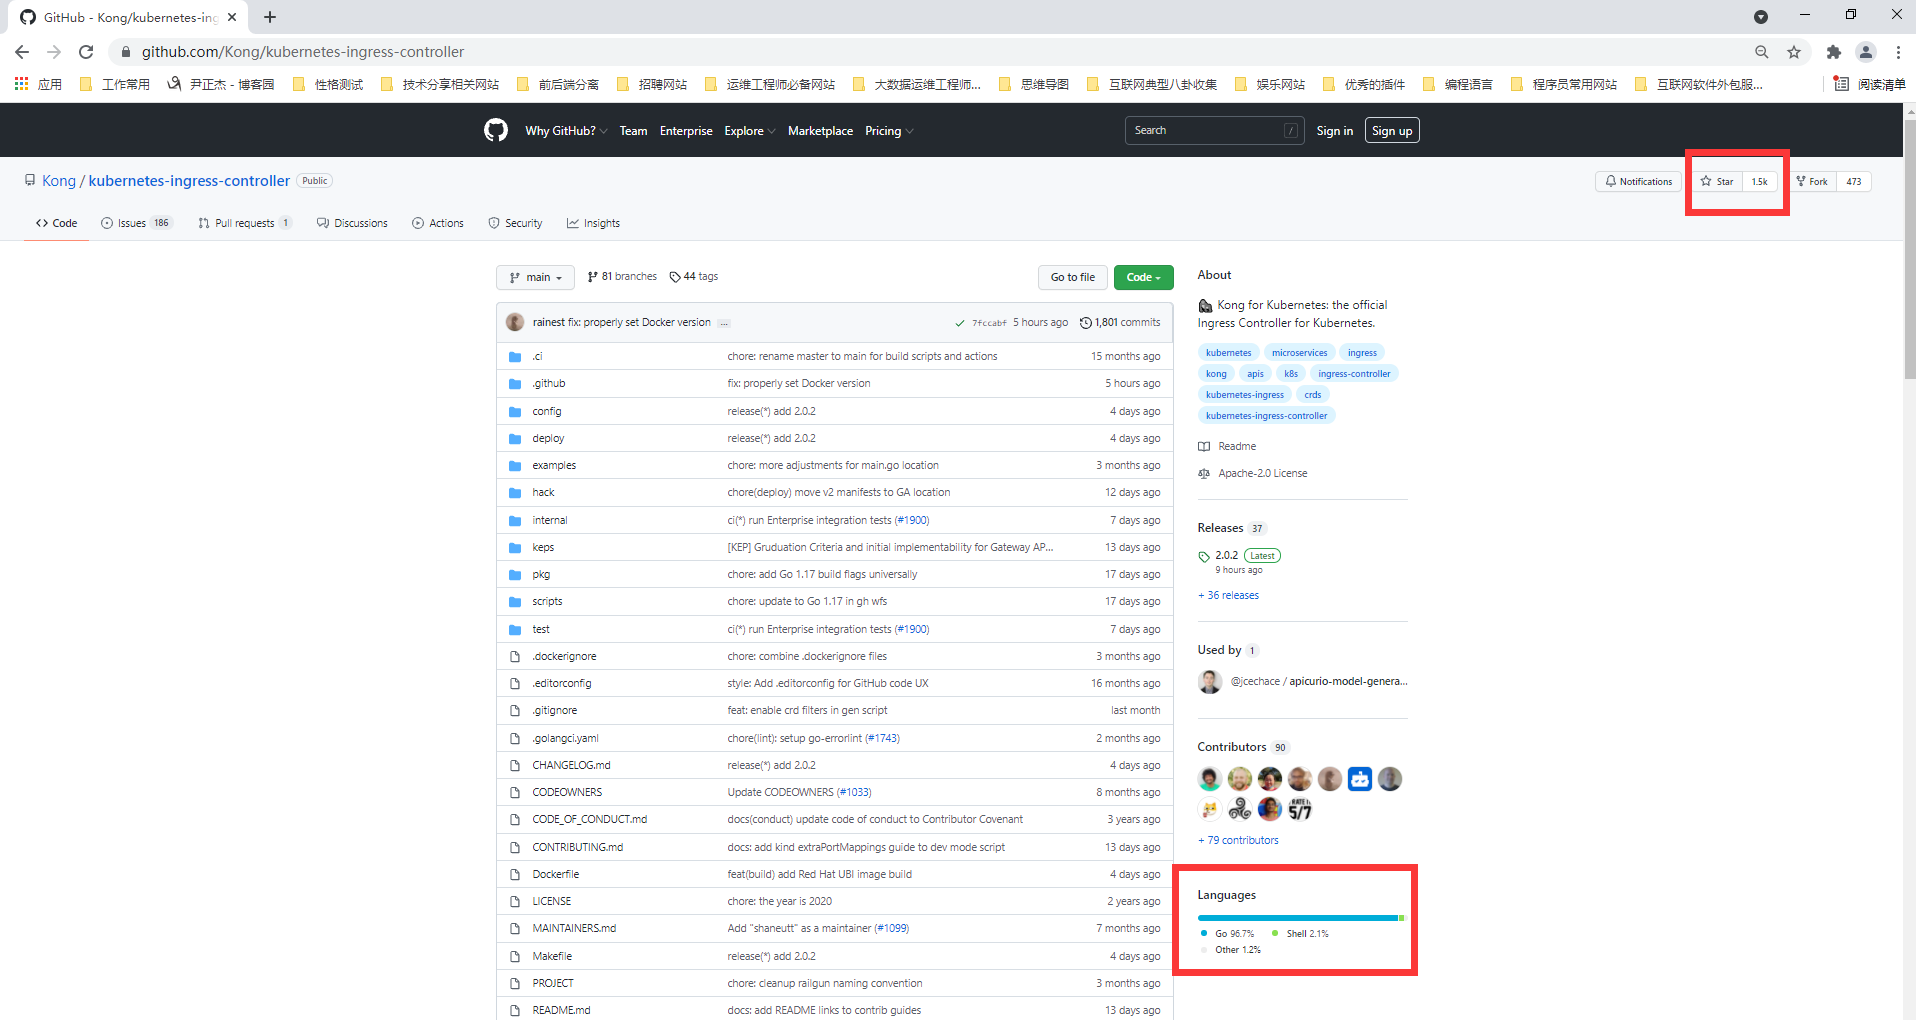 GitHub - Kong/kubernetes-ing
github.com/Kong/kubernetes-ingress-controller
应用 工作常用 尹正杰 - 博客园 性格测试 技术分享相关网站 前后端分离 招聘网站 运维工程师必备网站 大数据运维工程师... 思维导图 互联网典型八卦收集 娱乐网站 优秀的插件 编程语言 程序员常用网站 互联网软件外包服... 阅读清单
Why GitHub? Team Enterprise Explore Marketplace Pricing Search / Sign in Sign up
Kong / kubernetes-ingress-controller Public Notifications Star 1.5k Fork 473
Code Issues 186 Pull requests 1 Discussions Actions Security Insights
main 81 branches 44 tags Go to file Code
rainest fix: properly set Docker version ... 7fccabf 5 hours ago 1,801 commits
.ci chore: rename master to main for build scripts and actions 15 months ago
.github fix: properly set Docker version 5 hours ago
config release(*) add 2.0.2 4 days ago
deploy release(*) add 2.0.2 4 days ago
examples chore: more adjustments for main.go location 3 months ago
hack chore(deploy) move v2 manifests to GA location 12 days ago
internal ci(*) run Enterprise integration tests (#1900) 7 days ago
keps [KEP] Gruduation Criteria and initial implementability for Gateway AP... 13 days ago
pkg chore: add Go 1.17 build flags universally 17 days ago
scripts chore: update to Go 1.17 in gh wfs 17 days ago
test ci(*) run Enterprise integration tests (#1900) 7 days ago
.dockerignore chore: combine .dockerignore files 3 months ago
.editorconfig style: Add .editorconfig for GitHub code UX 16 months ago
.gitignore feat: enable crd filters in gen script last month
.golangci.yaml chore(lint): setup go-errorlint (#1743) 2 months ago
CHANGELOG.md release(*) add 2.0.2 4 days ago
CODEOWNERS Update CODEOWNERS (#1033) 8 months ago
CODE_OF_CONDUCT.md docs(conduct) update code of conduct to Contributor Covenant 3 years ago
CONTRIBUTING.md docs: add kind extraPortMappings guide to dev mode script 13 days ago
Dockerfile feat(build) add Red Hat UBI image build 4 days ago
LICENSE chore: the year is 2020 2 years ago
MAINTAINERS.md Add "shaneutt" as a maintainer (#1099) 7 months ago
Makefile release(*) add 2.0.2 4 days ago
PROJECT chore: cleanup railgun naming convention 3 months ago
README.md docs: add README links to contrib guides 13 days ago
About
Kong for Kubernetes: the official
Ingress Controller for Kubernetes.
kubernetes microservices ingress
kong apis k8s ingress-controller
kubernetes-ingress crds
kubernetes-ingress-controller
Readme
Apache-2.0 License
Releases 37
2.0.2 Latest
9 hours ago
+ 36 releases
Used by 1
@jcechace / apicurio-model-genera...
Contributors 90
RATE IT
5/7
+ 79 contributors
Languages
Go 96.7% Shell 2.1%
Other 1.2%